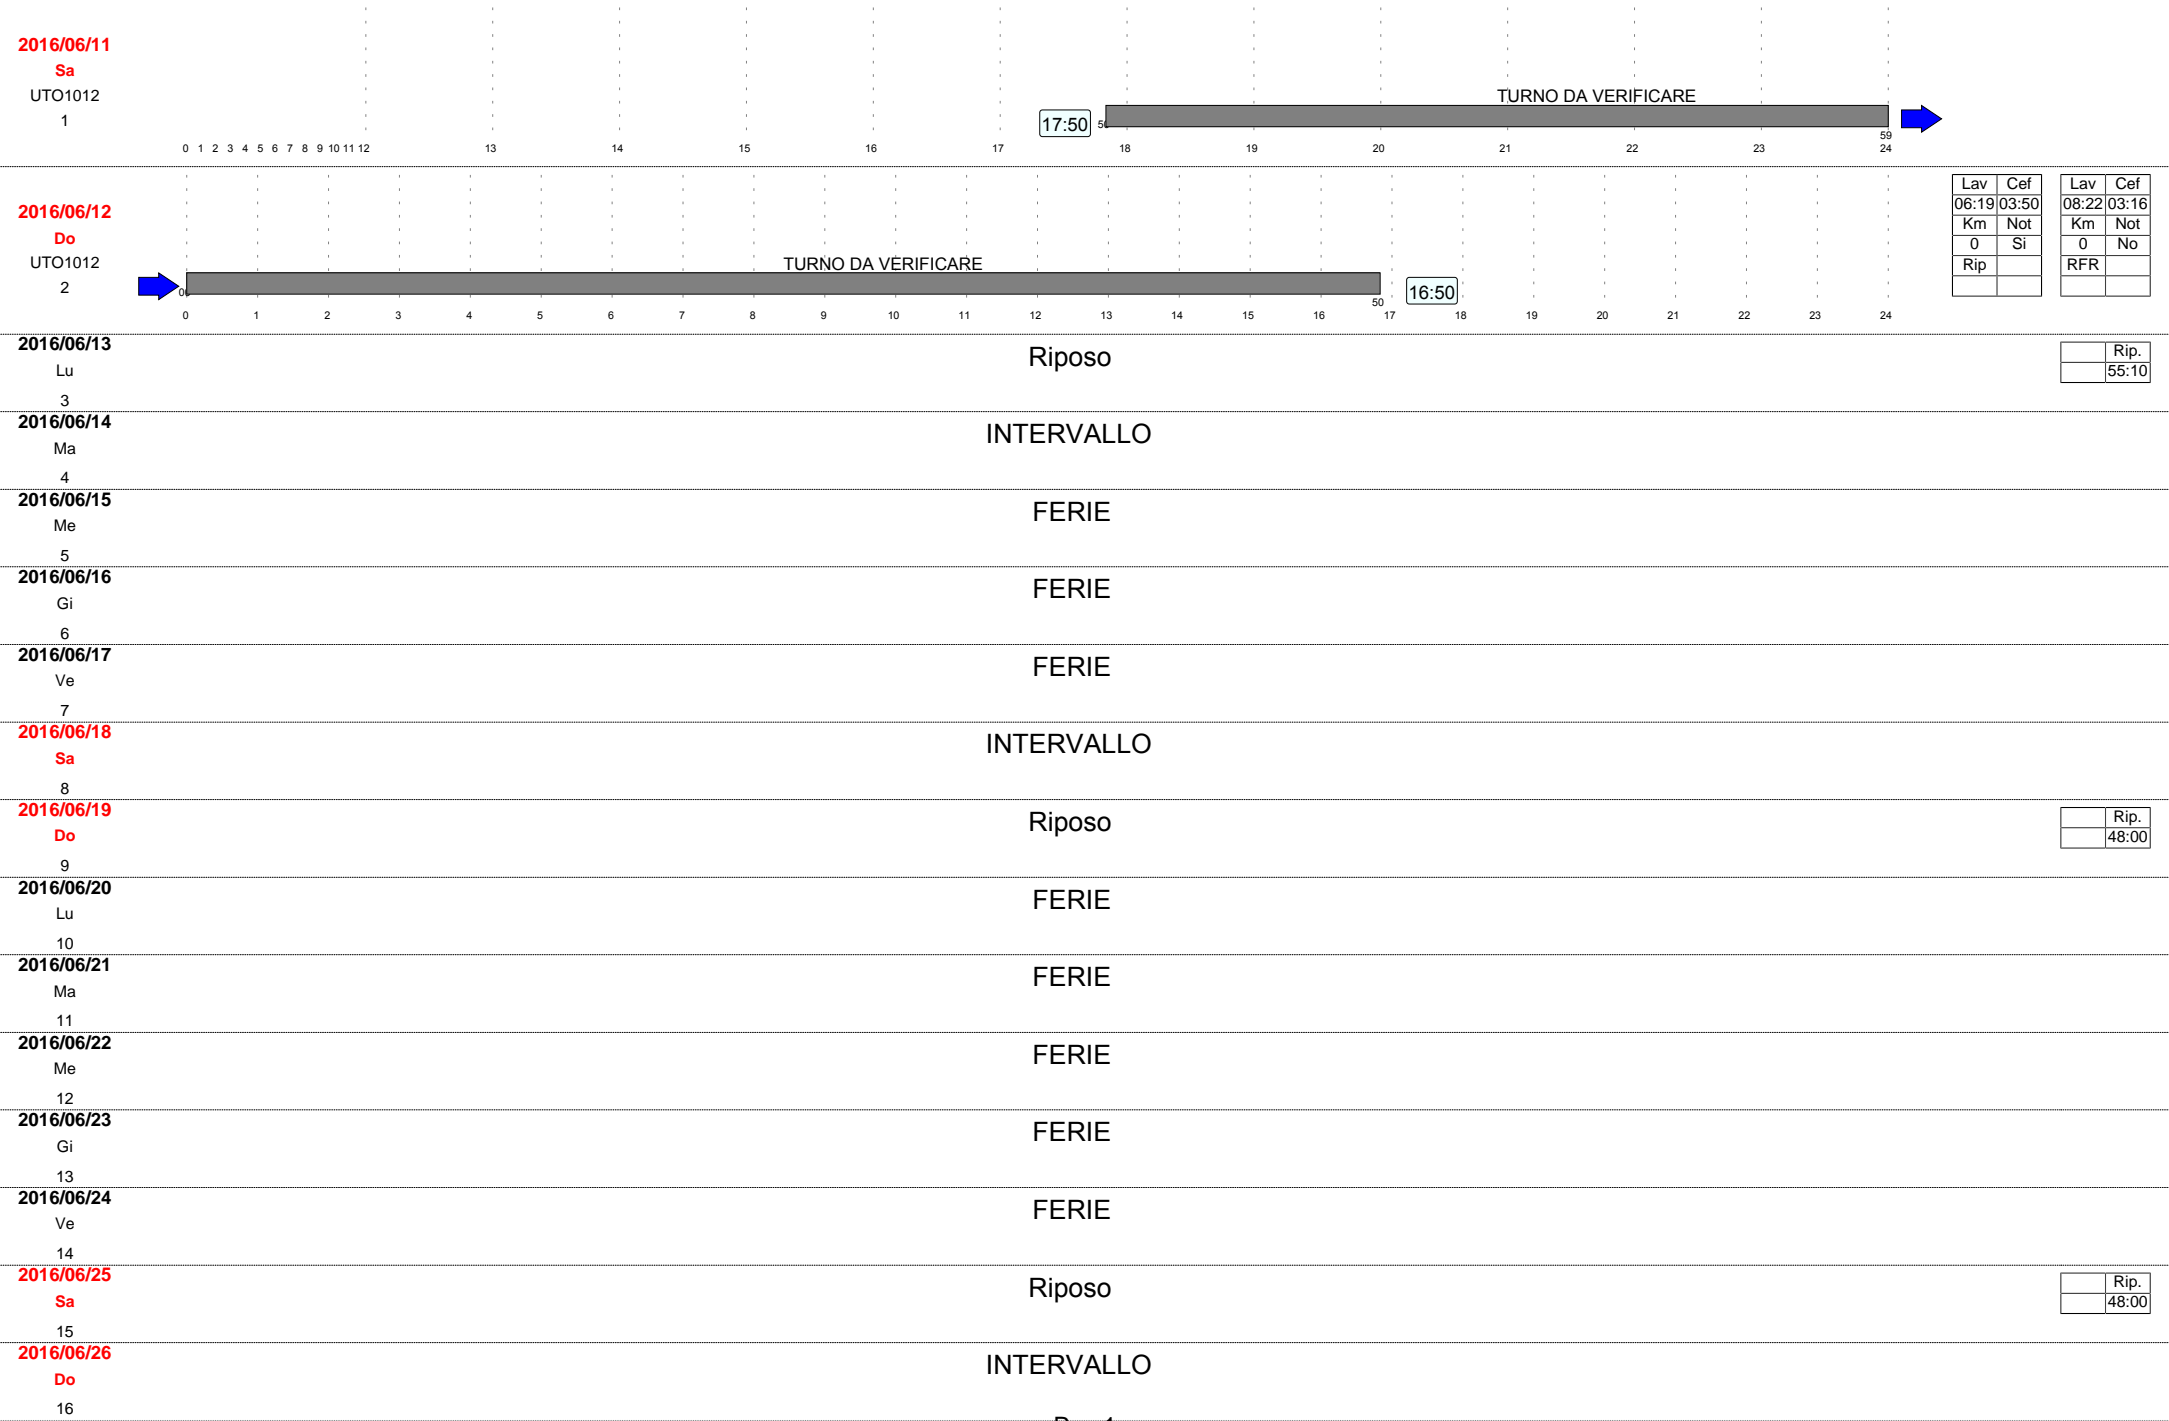 2016/06/11
Sa
UTO1012
1
TURNO DA VERIFICARE
17:50
50
59
0 1 2 3 4 5 6 7 8 9 10 11 12 13 14 15 16 17 18 19 20 21 22 23 24
2016/06/12
Do
UTO1012
2
TURNO DA VERIFICARE
16:50
50
0 1 2 3 4 5 6 7 8 9 10 11 12 13 14 15 16 17 18 19 20 21 22 23 24
Lav Cef Lav Cef
06:19 03:50 08:22 03:16
Km Not Km Not
0 Si 0 No
Rip RFR
2016/06/13
Lu
3
Riposo
Rip.
55:10
2016/06/14
Ma
4
INTERVALLO
2016/06/15
Me
5
FERIE
2016/06/16
Gi
6
FERIE
2016/06/17
Ve
7
FERIE
2016/06/18
Sa
8
INTERVALLO
2016/06/19
Do
9
Riposo
Rip.
48:00
2016/06/20
Lu
10
FERIE
2016/06/21
Ma
11
FERIE
2016/06/22
Me
12
FERIE
2016/06/23
Gi
13
FERIE
2016/06/24
Ve
14
FERIE
2016/06/25
Sa
15
Riposo
Rip.
48:00
2016/06/26
Do
16
INTERVALLO